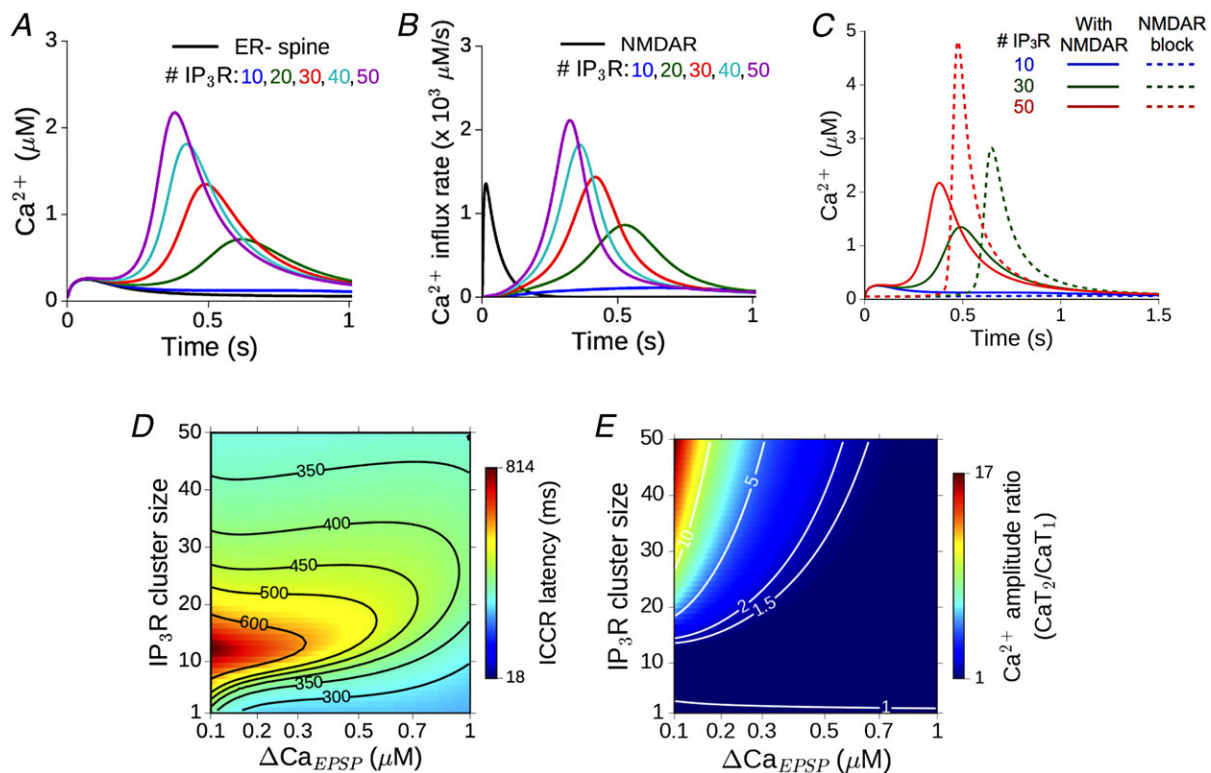 A
ER- spine
# IP3R:10,20,30,40,50
Ca2+ (μM)
3
2
1
0
0
0.5
1
Time (s)
B
NMDAR
# IP3R:10,20,30,40,50
Ca2+ influx rate (x 10³ μM/s)
3
2
1
0
0
0.5
1
Time (s)
C
# IP3R
With
NMDAR
NMDAR
block
10
30
50
Ca2+ (μM)
5
4
3
2
1
0
0
0.5
1
1.5
Time (s)
D
IP3R cluster size
50
40
30
20
10
1
350
400
450
500
600
350
300
0.1
0.2
0.3
0.5
0.7
1
ΔCaEPSP (μM)
814
18
ICCR latency (ms)
E
IP3R cluster size
50
40
30
20
10
1
10
5
2
1.5
1
0.1
0.2
0.3
0.5
0.7
1
ΔCaEPSP (μM)
17
1
Ca2+ amplitude ratio
(CaT2/CaT1)